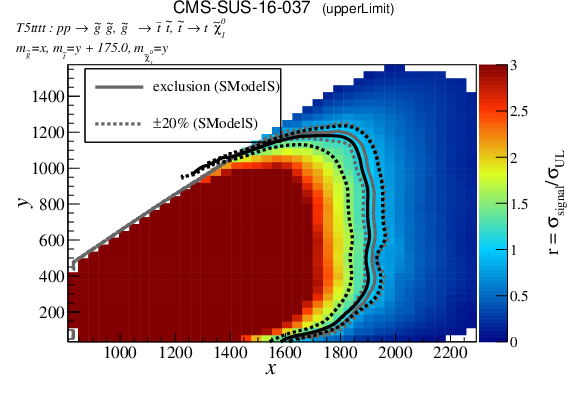 CMS-SUS-16-037 (upperLimit)
T5tttt : pp → g̃ g̃, g̃ → t̄ t̃, t̃ → t χ̃₁⁰
m_g̃=x, m_t̃=y + 175.0, m_χ̃₁⁰=y
exclusion (SModelS)
±20% (SModelS)
y
1400
1200
1000
800
600
400
200
1000 1200 1400 1600 1800 2000 2200
x
3
2.5
2
1.5
1
0.5
0
r = σ_signal/σ_UL